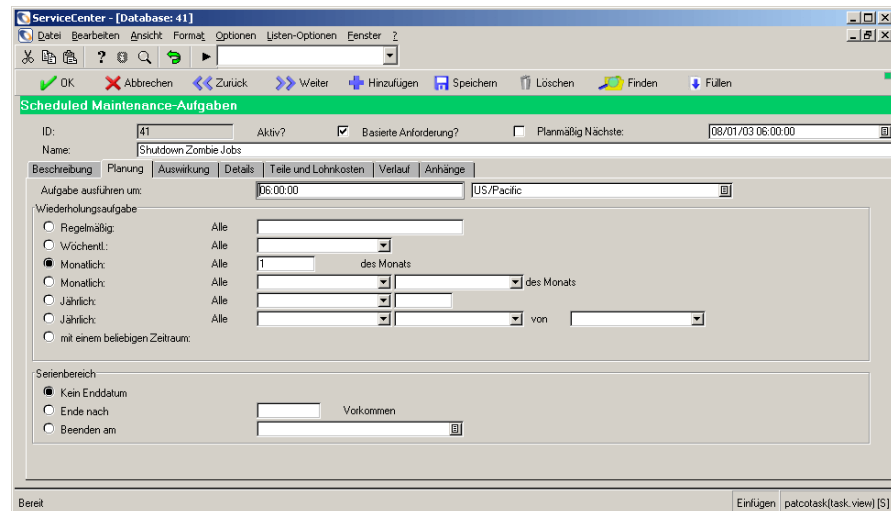 ServiceCenter - [Database: 41]
Datei Bearbeiten Ansicht Format Optionen Listen-Optionen Fenster ?
OK Abbrechen Zurück Weiter Hinzufügen Speichern Löschen Finden Füllen
Scheduled Maintenance-Aufgaben
ID: 41 Aktiv? Basierte Anforderung? Planmäßig Nächste: 08/01/03 06:00:00
Name: Shutdown Zombie Jobs
Beschreibung Planung Auswirkung Details Teile und Lohnkosten Verlauf Anhänge
Aufgabe ausführen um: 06:00:00 US/Pacific
Wiederholungsaufgabe
Regelmäßig: Alle
Wöchentl.: Alle
Monatlich: Alle 1 des Monats
Monatlich: Alle des Monats
Jährlich: Alle
Jährlich: Alle von
mit einem beliebigen Zeitraum:
Serienbereich
Kein Enddatum
Ende nach Vorkommen
Beenden am
Bereit Einfügen patcotask(task.view) [S]